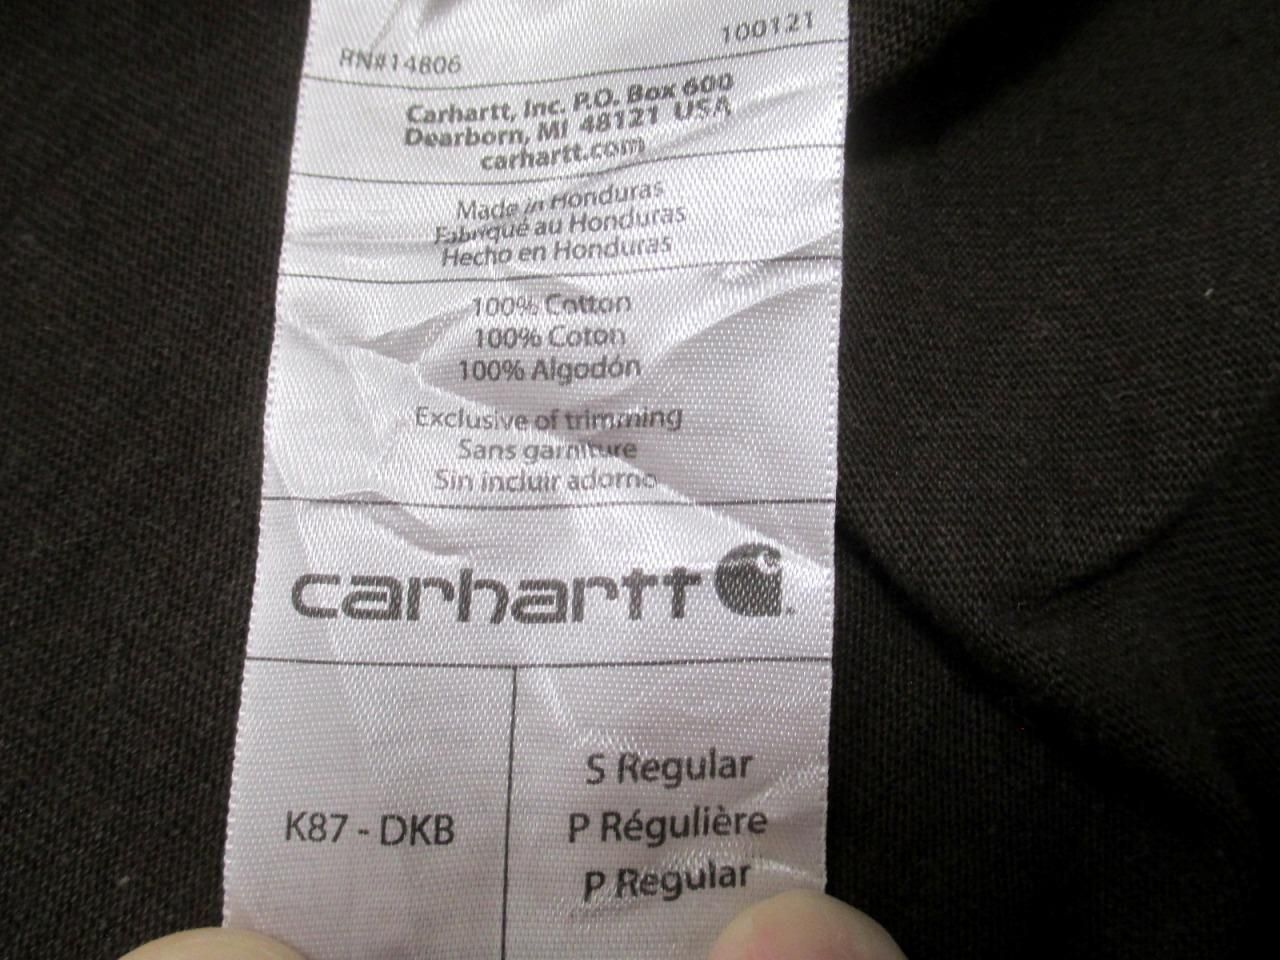 RN#14806 100121
Carhartt, Inc. P.O. Box 600
Dearborn, MI 48121 USA
carhartt.com
Made in Honduras
Fabriqué au Honduras
Hecho en Honduras
100% Cotton
100% Coton
100% Algodón
Exclusive of trimming
Sans garniture
Sin incluir adorno
carhartt
K87 - DKB
S Regular
P Régulière
P Regular